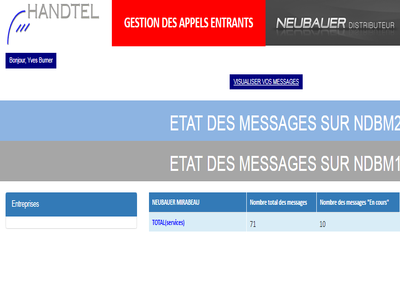 HANDTEL
GESTION DES APPELS ENTRANTS
NEUBAUER DISTRIBUTEUR
Bonjour, Yves Burner
VISUALISER VOS MESSAGES
ETAT DES MESSAGES SUR NDBM2
ETAT DES MESSAGES SUR NDBM1
Entreprises
NEUBAUER MIRABEAU Nombre total des messages Nombre des messages "En cours"
TOTAL(services) 71 10